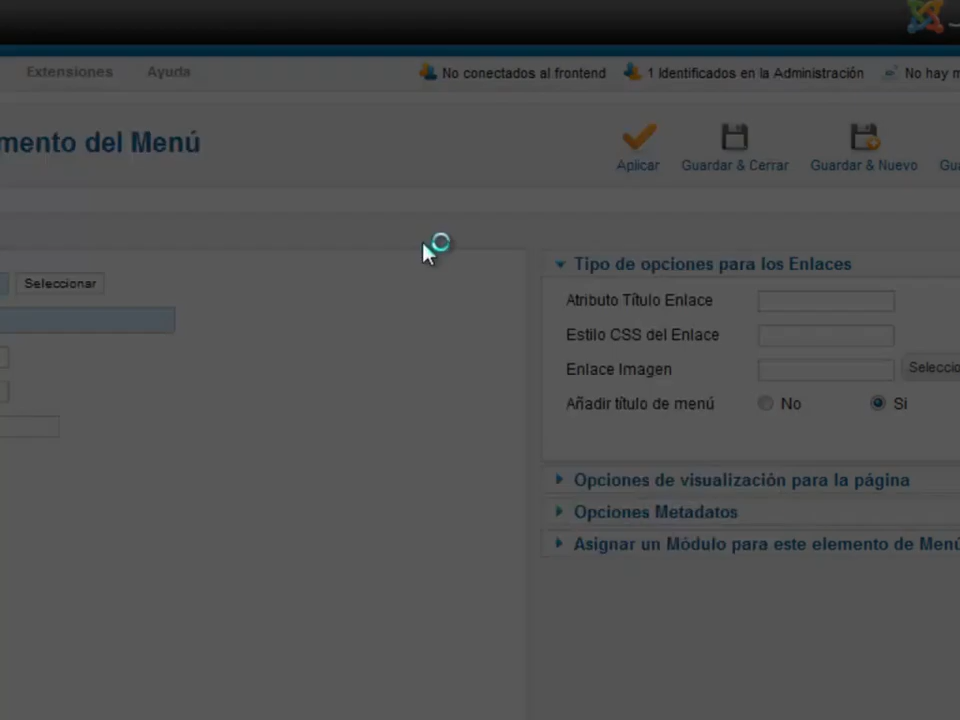 Extensiones Ayuda No conectados al frontend 1 Identificados en la Administración No hay m
mento del Menú
Aplicar Guardar & Cerrar Guardar & Nuevo Gua
Seleccionar
Tipo de opciones para los Enlaces
Atributo Título Enlace
Estilo CSS del Enlace
Enlace Imagen Seleccio
Añadir título de menú No Si
Opciones de visualización para la página
Opciones Metadatos
Asignar un Módulo para este elemento de Menú